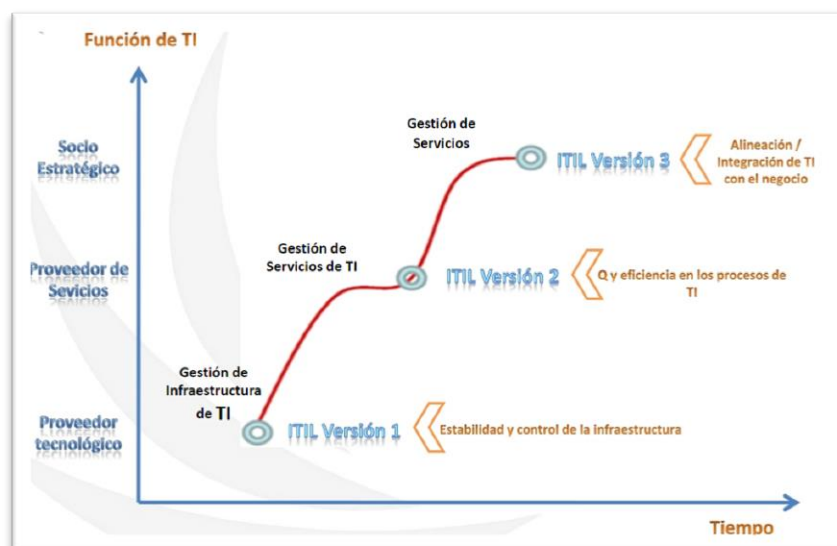 Función de TI
Gestión de
Servicios
Socio
Estratégico
ITIL Versión 3
Alineación /
Integración de TI
con el negocio
Gestión de
Servicios de TI
Proveedor de
Sevicios
ITIL Versión 2
Q y eficiencia en los procesos de
TI
Gestión de
Infraestructura
de TI
Proveedor
tecnológico
ITIL Versión 1
Estabilidad y control de la infraestructura
Tiempo